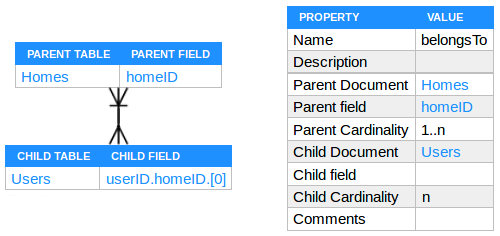 PARENT TABLE PARENT FIELD
Homes homeID
CHILD TABLE CHILD FIELD
Users userID.homeID.[0]
PROPERTY VALUE
Name belongsTo
Description
Parent Document Homes
Parent field homeID
Parent Cardinality 1..n
Child Document Users
Child field
Child Cardinality n
Comments